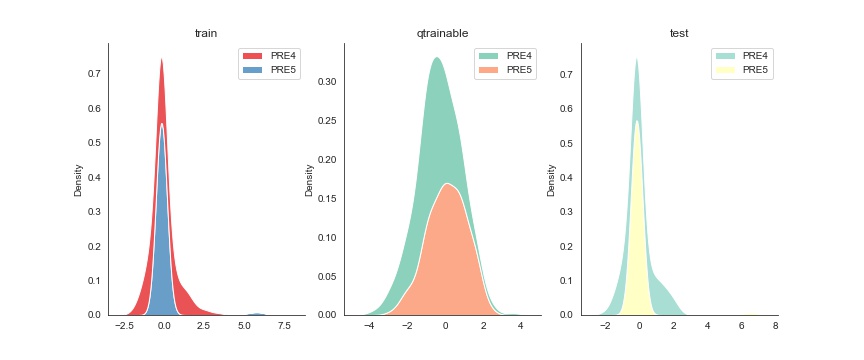 train
PRE4
PRE5
Density
0.7
0.6
0.5
0.4
0.3
0.2
0.1
0.0
−2.5 0.0 2.5 5.0 7.5
qtrainable
PRE4
PRE5
Density
0.30
0.25
0.20
0.15
0.10
0.05
0.00
−4 −2 0 2 4
test
PRE4
PRE5
Density
0.7
0.6
0.5
0.4
0.3
0.2
0.1
0.0
−2 0 2 4 6 8